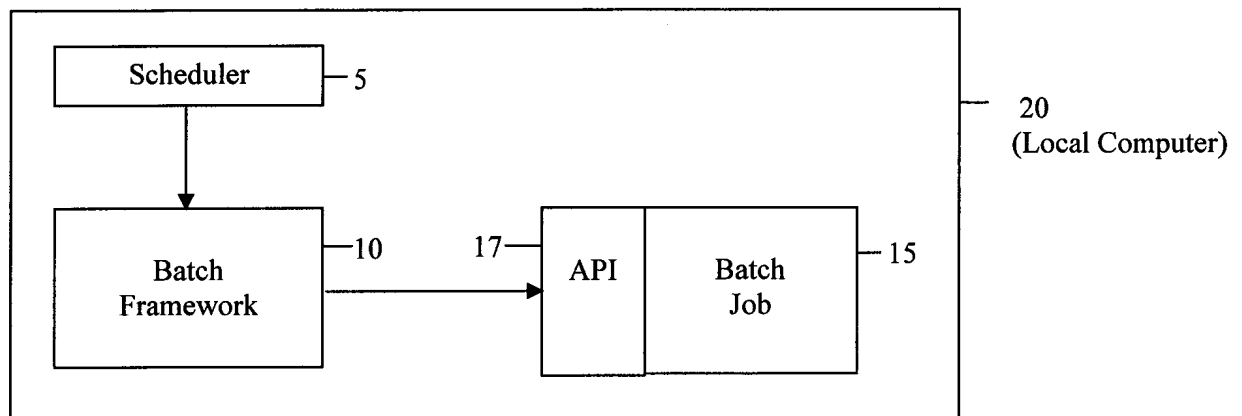 Scheduler
5
20
(Local Computer)
Batch
Framework
10
17
API
Batch
Job
15